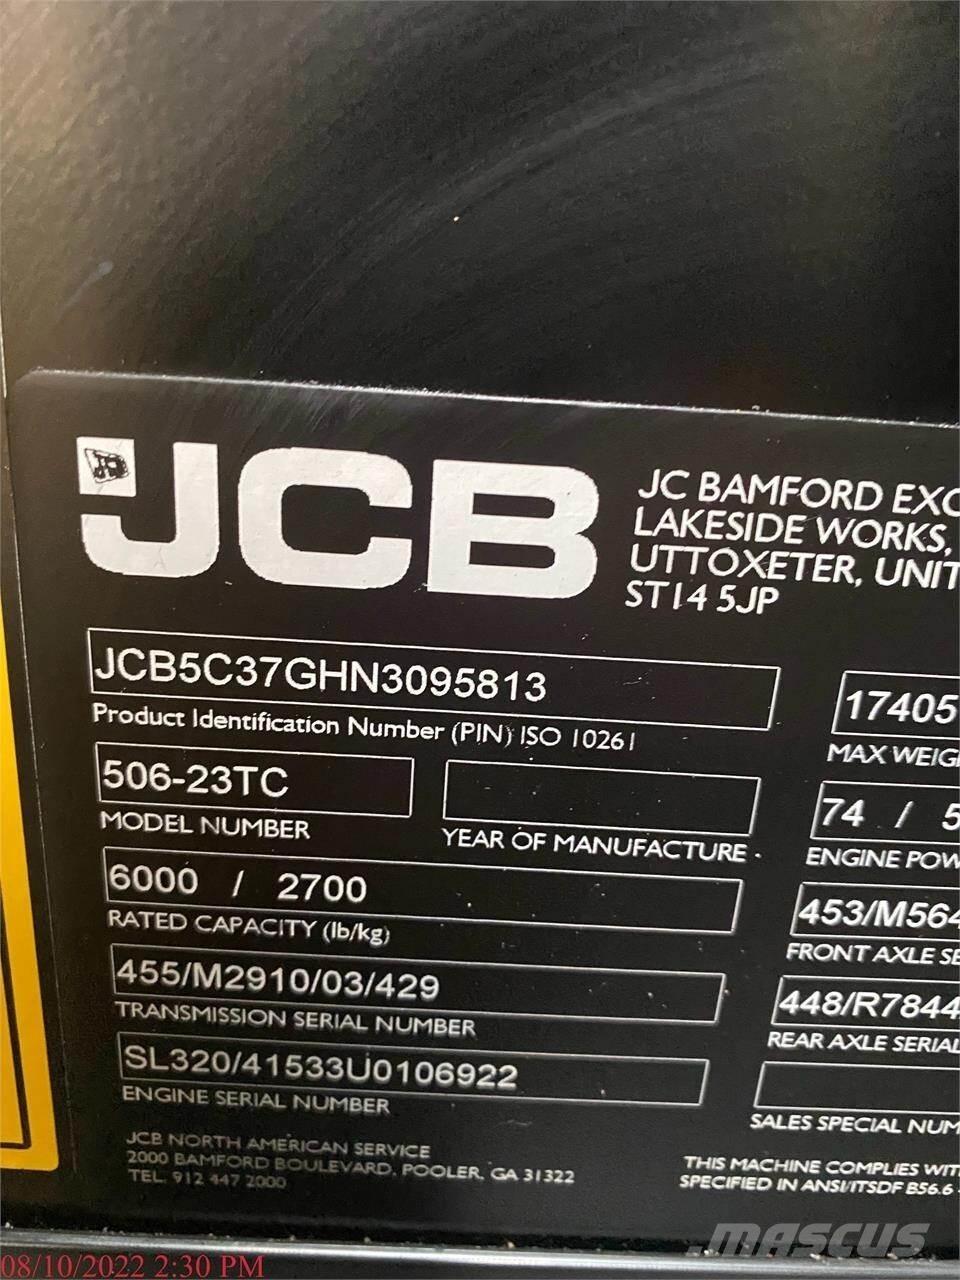 JCB
JC BAMFORD EXC
LAKESIDE WORKS,
UTTOXETER, UNIT
ST14 5JP
JCB5C37GHN3095813
Product Identification Number (PIN) ISO 10261
17405
MAX WEIG
506-23TC
MODEL NUMBER
YEAR OF MANUFACTURE
74 / 5
ENGINE POW
6000 / 2700
RATED CAPACITY (lb/kg)
453/M564
FRONT AXLE SE
455/M2910/03/429
TRANSMISSION SERIAL NUMBER
448/R7844
REAR AXLE SERIAL
SL320/41533U0106922
ENGINE SERIAL NUMBER
SALES SPECIAL NUM
JCB NORTH AMERICAN SERVICE
2000 BAMFORD BOULEVARD, POOLER, GA 31322
TEL. 912 447 2000
THIS MACHINE COMPLIES WIT
SPECIFIED IN ANSI/ITSDF B56.6
MASCUS
08/10/2022 2:30 PM